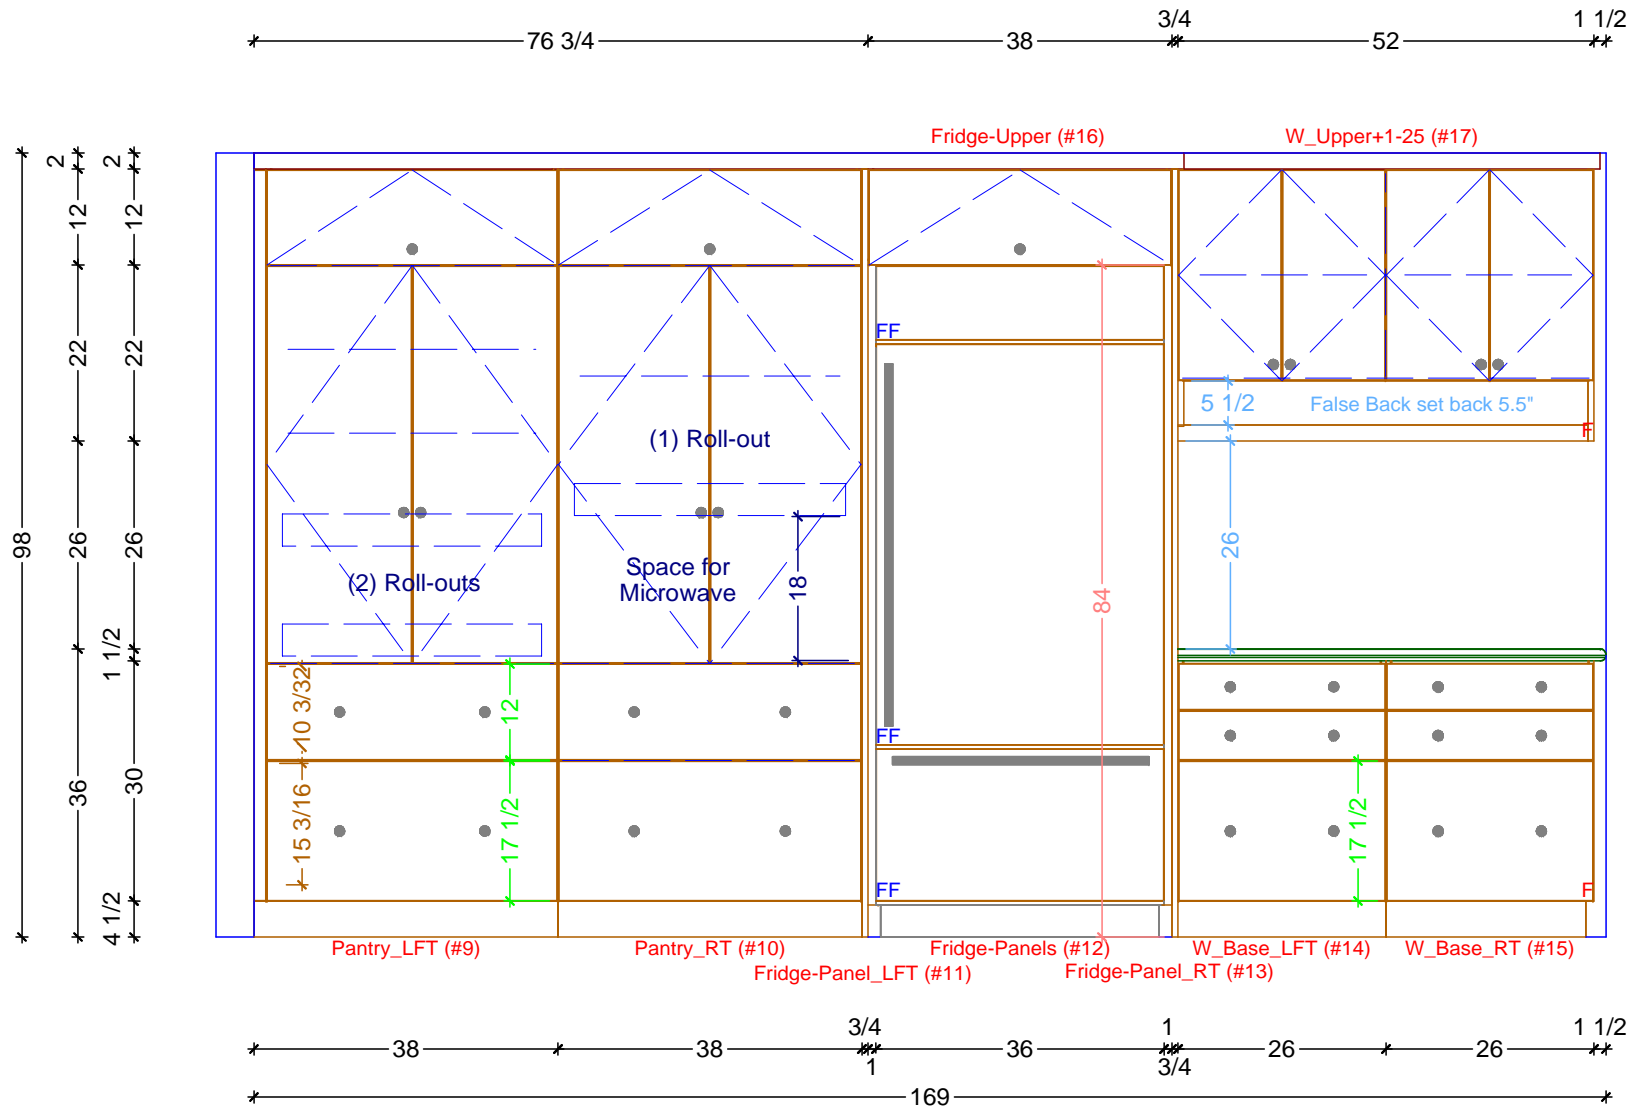 3/4
1 1/2
76 3/4
38
52
Fridge-Upper (#16)
W_Upper+1-25 (#17)
2
2
12
12
22
22
98
26
26
1 1/2
36
30
4 1/2
FF
5 1/2
False Back set back 5.5"
F
(1) Roll-out
26
Space for
Microwave
18
(2) Roll-outs
84
10 3/32
12
15 3/16
17 1/2
FF
17 1/2
FF
F
Pantry_LFT (#9)
Pantry_RT (#10)
Fridge-Panels (#12)
W_Base_LFT (#14)
W_Base_RT (#15)
Fridge-Panel_LFT (#11)
Fridge-Panel_RT (#13)
3/4
1
1 1/2
38
38
36
26
26
1
3/4
169